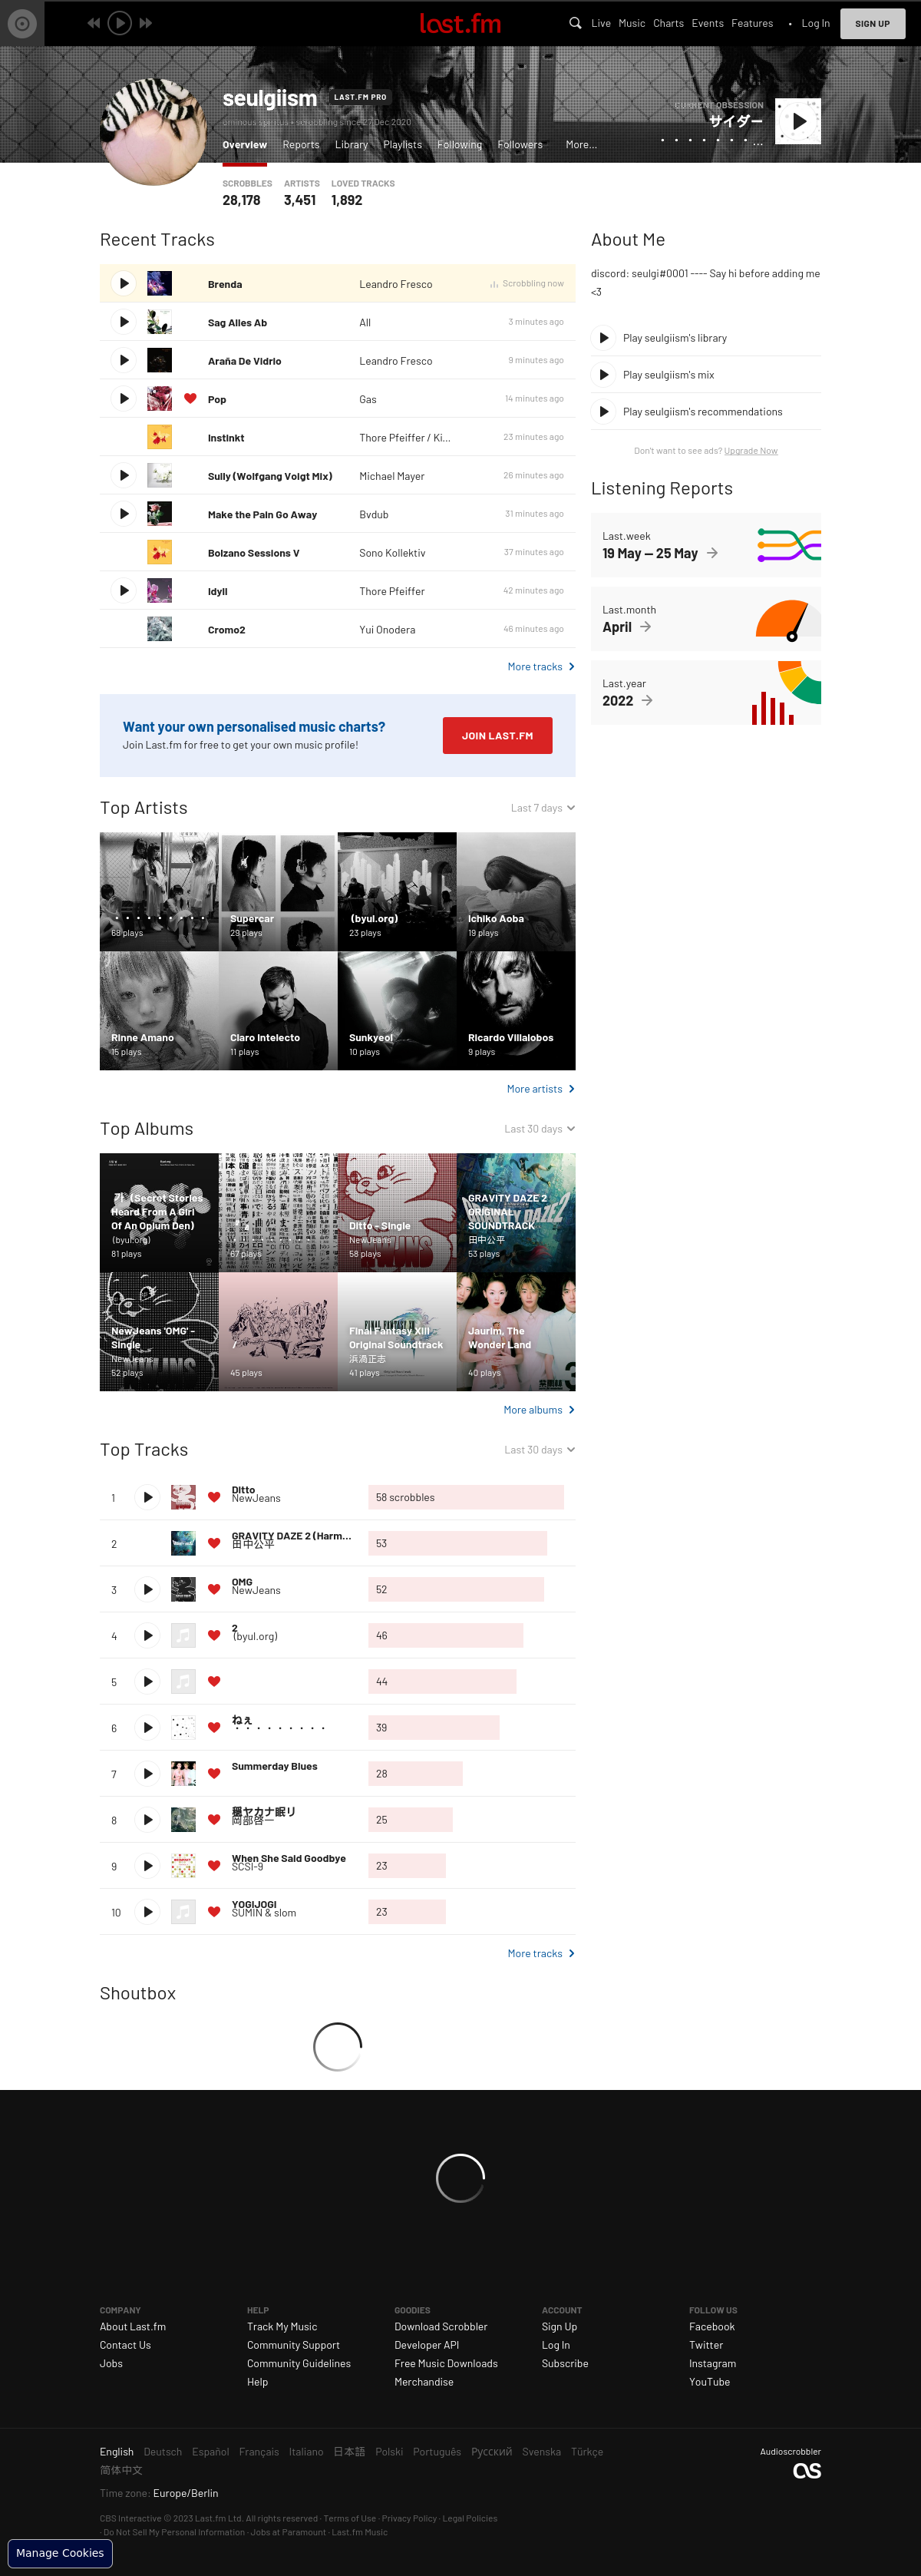 last.fm
Live Music Charts Events Features • Log In SIGN UP
seulgiism LAST.FM PRO
• scrobbling since 27 Dec 2020
CURRENT OBSESSION
サイダー
・・・・・・・...
Overview Reports Library Playlists Following Followers More...
SCROBBLES ARTISTS LOVED TRACKS
28,178 3,451 1,892
Recent Tracks
Brenda Leandro Fresco Scrobbling now
Sag Alles Ab All 3 minutes ago
Araña De Vidrio Leandro Fresco 9 minutes ago
Pop Gas 14 minutes ago
Instinkt Thore Pfeiffer / Ki... 23 minutes ago
Sully (Wolfgang Voigt Mix) Michael Mayer 26 minutes ago
Make the Pain Go Away Bvdub 31 minutes ago
Bolzano Sessions V Sono Kollektiv 37 minutes ago
Idyll Thore Pfeiffer 42 minutes ago
Cromo2 Yui Onodera 46 minutes ago
More tracks
Want your own personalised music charts?
Join Last.fm for free to get your own music profile!
JOIN LAST.FM
About Me
discord: seulgi#0001 ---- Say hi before adding me
<3
Play seulgiism's library
Play seulgiism's mix
Play seulgiism's recommendations
Don't want to see ads? Upgrade Now
Listening Reports
Last.week
19 May — 25 May
Last.month
April
Last.year
2022
Top Artists Last 7 days
・・・・・・・・・
68 plays
Supercar
29 plays
(byul.org)
23 plays
Ichiko Aoba
19 plays
Rinne Amano
15 plays
Claro Intelecto
11 plays
Sunkyeol
10 plays
Ricardo Villalobos
9 plays
More artists
Top Albums Last 30 days
(Secret Stories
Heard From A Girl
Of An Opium Den)
(byul.org)
81 plays
67 plays
Ditto - Single
NewJeans
58 plays
GRAVITY DAZE 2
ORIGINAL
SOUNDTRACK
田中公平
53 plays
NewJeans 'OMG' -
Single
NewJeans
52 plays
/
45 plays
Final Fantasy XIII
Original Soundtrack
浜渦正志
41 plays
Jaurim, The
Wonder Land
40 plays
More albums
Top Tracks Last 30 days
1 Ditto
NewJeans
58 scrobbles
2 GRAVITY DAZE 2 (Harm...
田中公平
53
3 OMG
NewJeans
52
4 2
(byul.org)
46
5 44
6 ねぇ
・・・・・・・・・
39
7 Summerday Blues
28
8 穏ヤカナ眠リ
岡部啓一
25
9 When She Said Goodbye
SCSI-9
23
10 YOGIJOGI
SUMIN & slom
23
More tracks
Shoutbox
COMPANY
About Last.fm
Contact Us
Jobs
HELP
Track My Music
Community Support
Community Guidelines
Help
GOODIES
Download Scrobbler
Developer API
Free Music Downloads
Merchandise
ACCOUNT
Sign Up
Log In
Subscribe
FOLLOW US
Facebook
Twitter
Instagram
YouTube
English Deutsch Español Français Italiano 日本語 Polski Português Русский Svenska Türkçe
简体中文
Audioscrobbler
Time zone: Europe/Berlin
CBS Interactive © 2023 Last.fm Ltd. All rights reserved · Terms of Use · Privacy Policy · Legal Policies
· Do Not Sell My Personal Information · Jobs at Paramount · Last.fm Music
Manage Cookies